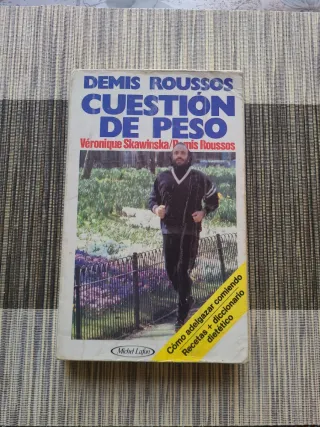 DEMIS ROUSSOS
CUESTIÓN
DE PESO
Véronique Skawinska/Demis Roussos
Cómo adelgazar comiendo
Recetas + diccionario
dietético
Michel Lafon